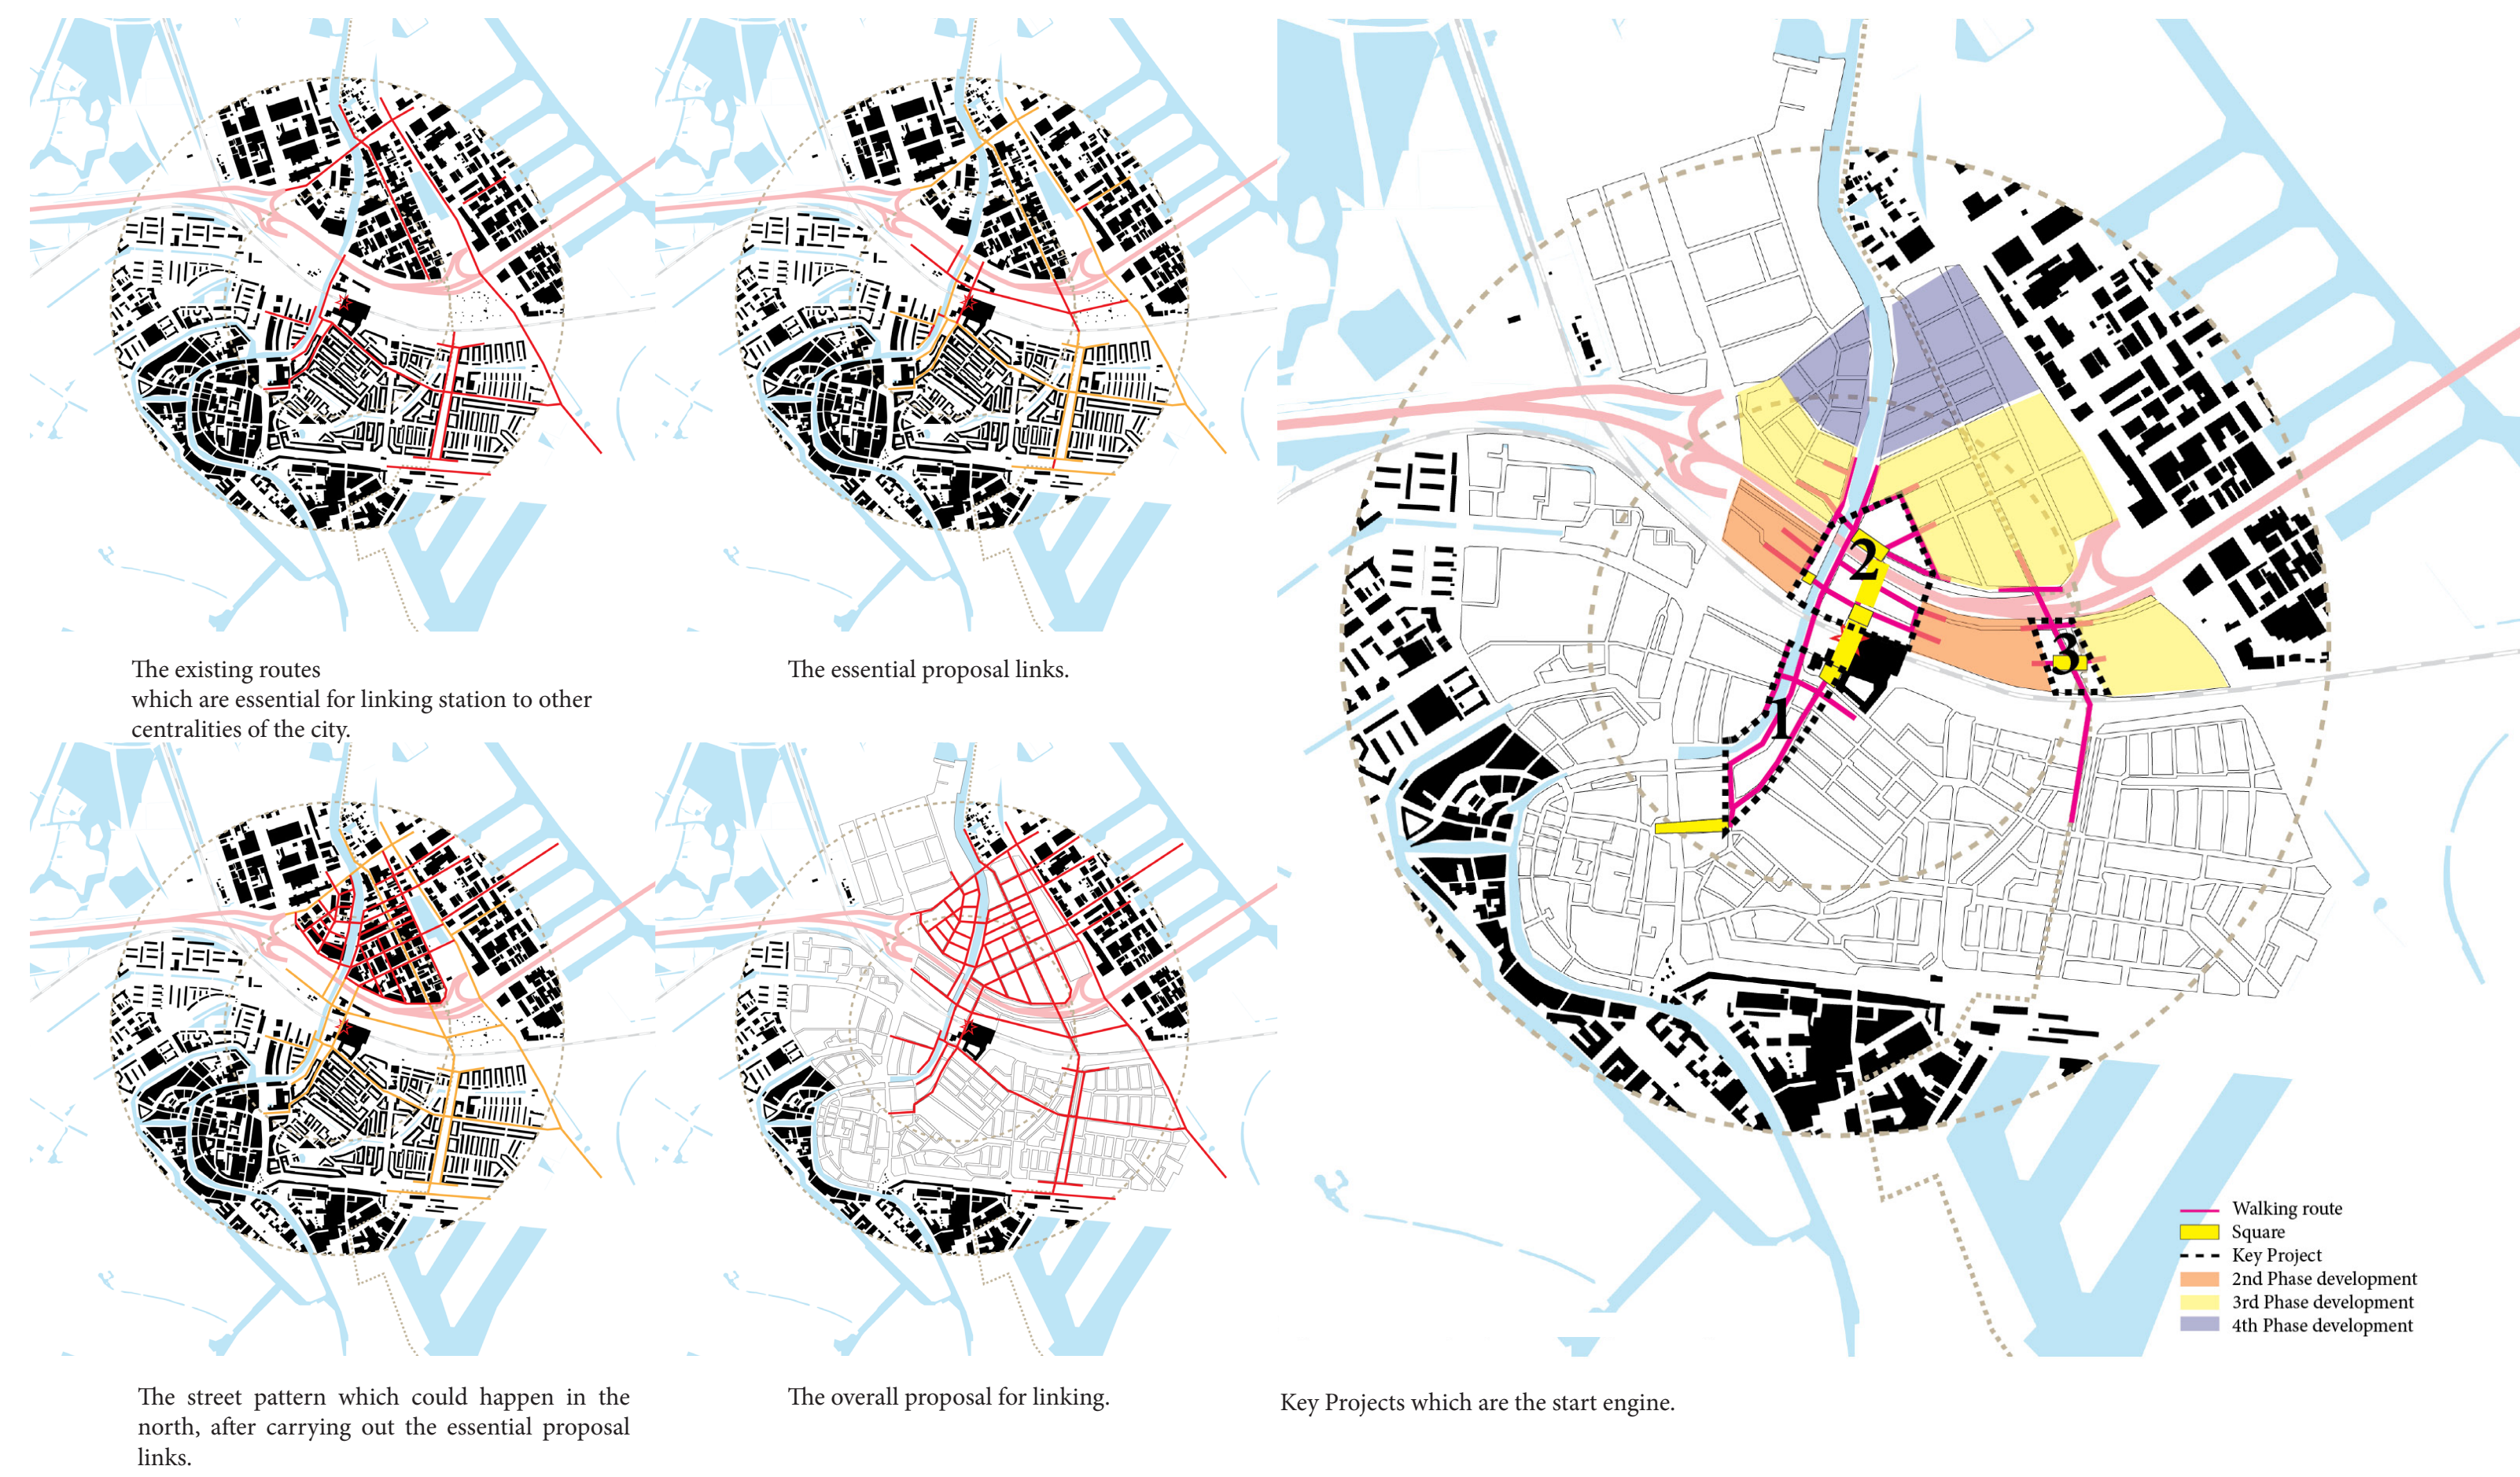 The existing routes
which are essential for linking station to other
centralities of the city.
The essential proposal links.
2
3
1
Walking route
Square
Key Project
2nd Phase development
3rd Phase development
4th Phase development
The street pattern which could happen in the
north, after carrying out the essential proposal
links.
The overall proposal for linking.
Key Projects which are the start engine.